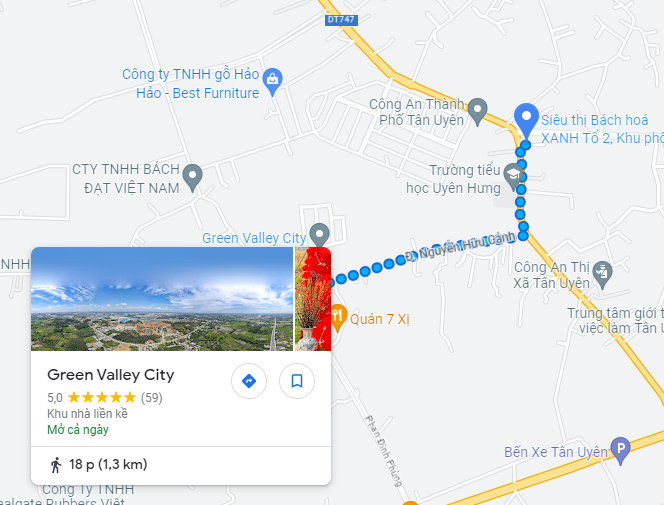 DT747
Công ty TNHH gỗ Hảo
Hảo - Best Furniture
Công An Thành
Phố Tân Uyên
Siêu thị Bách hoá
XANH Tổ 2, Khu phố
CTY TNHH BÁCH
ĐẠT VIỆT NAM
Trường tiểu
học Uyên Hưng
Green Valley City
Đ. Nguyễn Hữu Cảnh
NHH
Công An Thị
Xã Tân Uyên
Quán 7 Xị
Trung tâm giới t
việc làm Tân U
Green Valley City
5,0 ★★★★★ (59)
Khu nhà liền kề
Mở cả ngày
18 p (1,3 km)
Phan Đình Phùng
Bến Xe Tân Uyên
P
Công Ty TNHH
ealgate Rubbers Việt